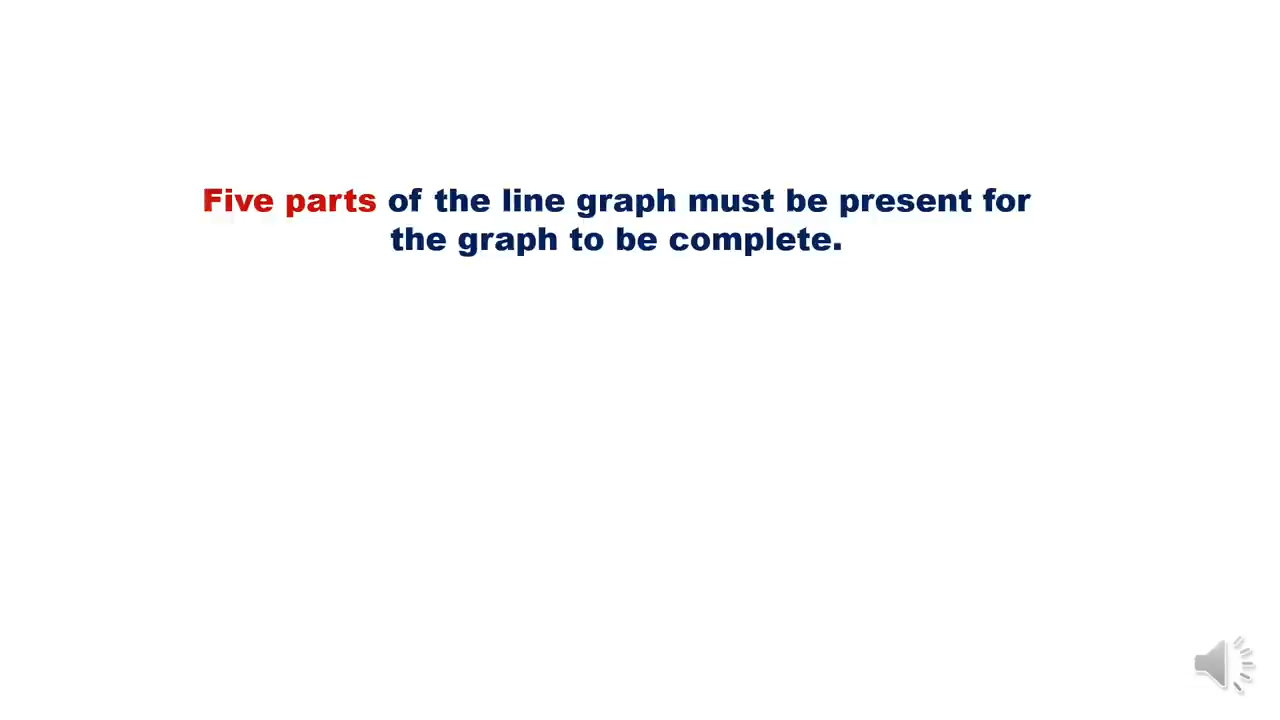 Five parts of the line graph must be present for
the graph to be complete.